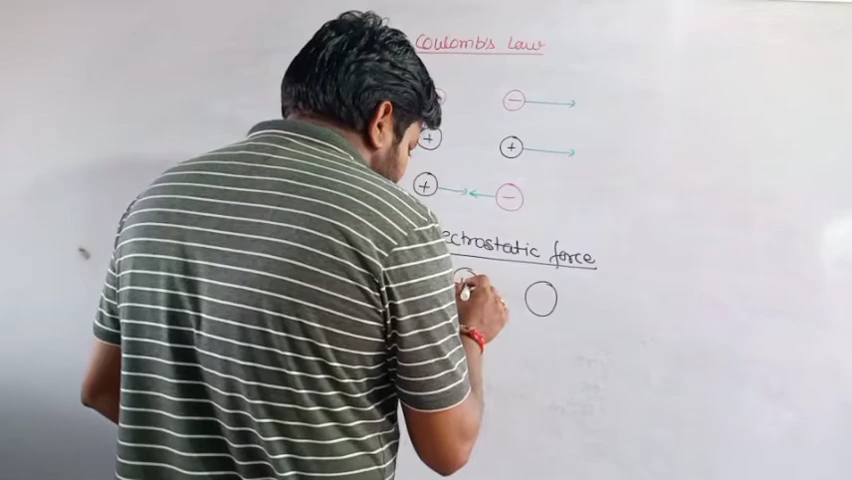 Coulomb's Law
−
+ +
+ −
ectrostatic force